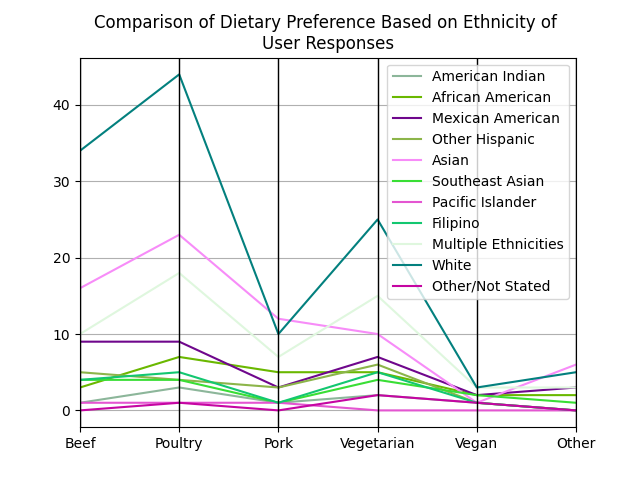 Comparison of Dietary Preference Based on Ethnicity of
User Responses
American Indian
African American
Mexican American
Other Hispanic
Asian
Southeast Asian
Pacific Islander
Filipino
Multiple Ethnicities
White
Other/Not Stated
40
30
20
10
0
Beef Poultry Pork Vegetarian Vegan Other